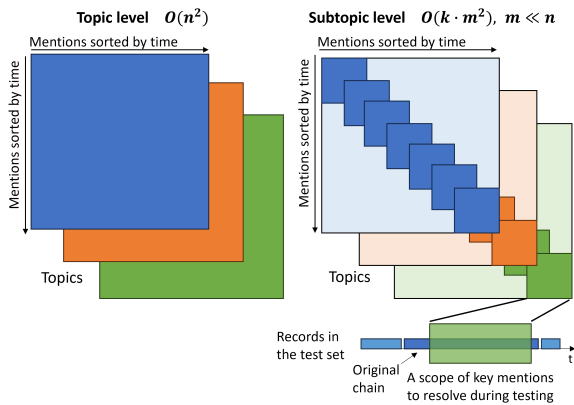 Topic level O(n²)
Mentions sorted by time
Mentions sorted by time
Topics
Subtopic level O(k · m²), m ≪ n
Mentions sorted by time
Mentions sorted by time
Topics
Records in
the test set
t
Original
chain
A scope of key mentions
to resolve during testing